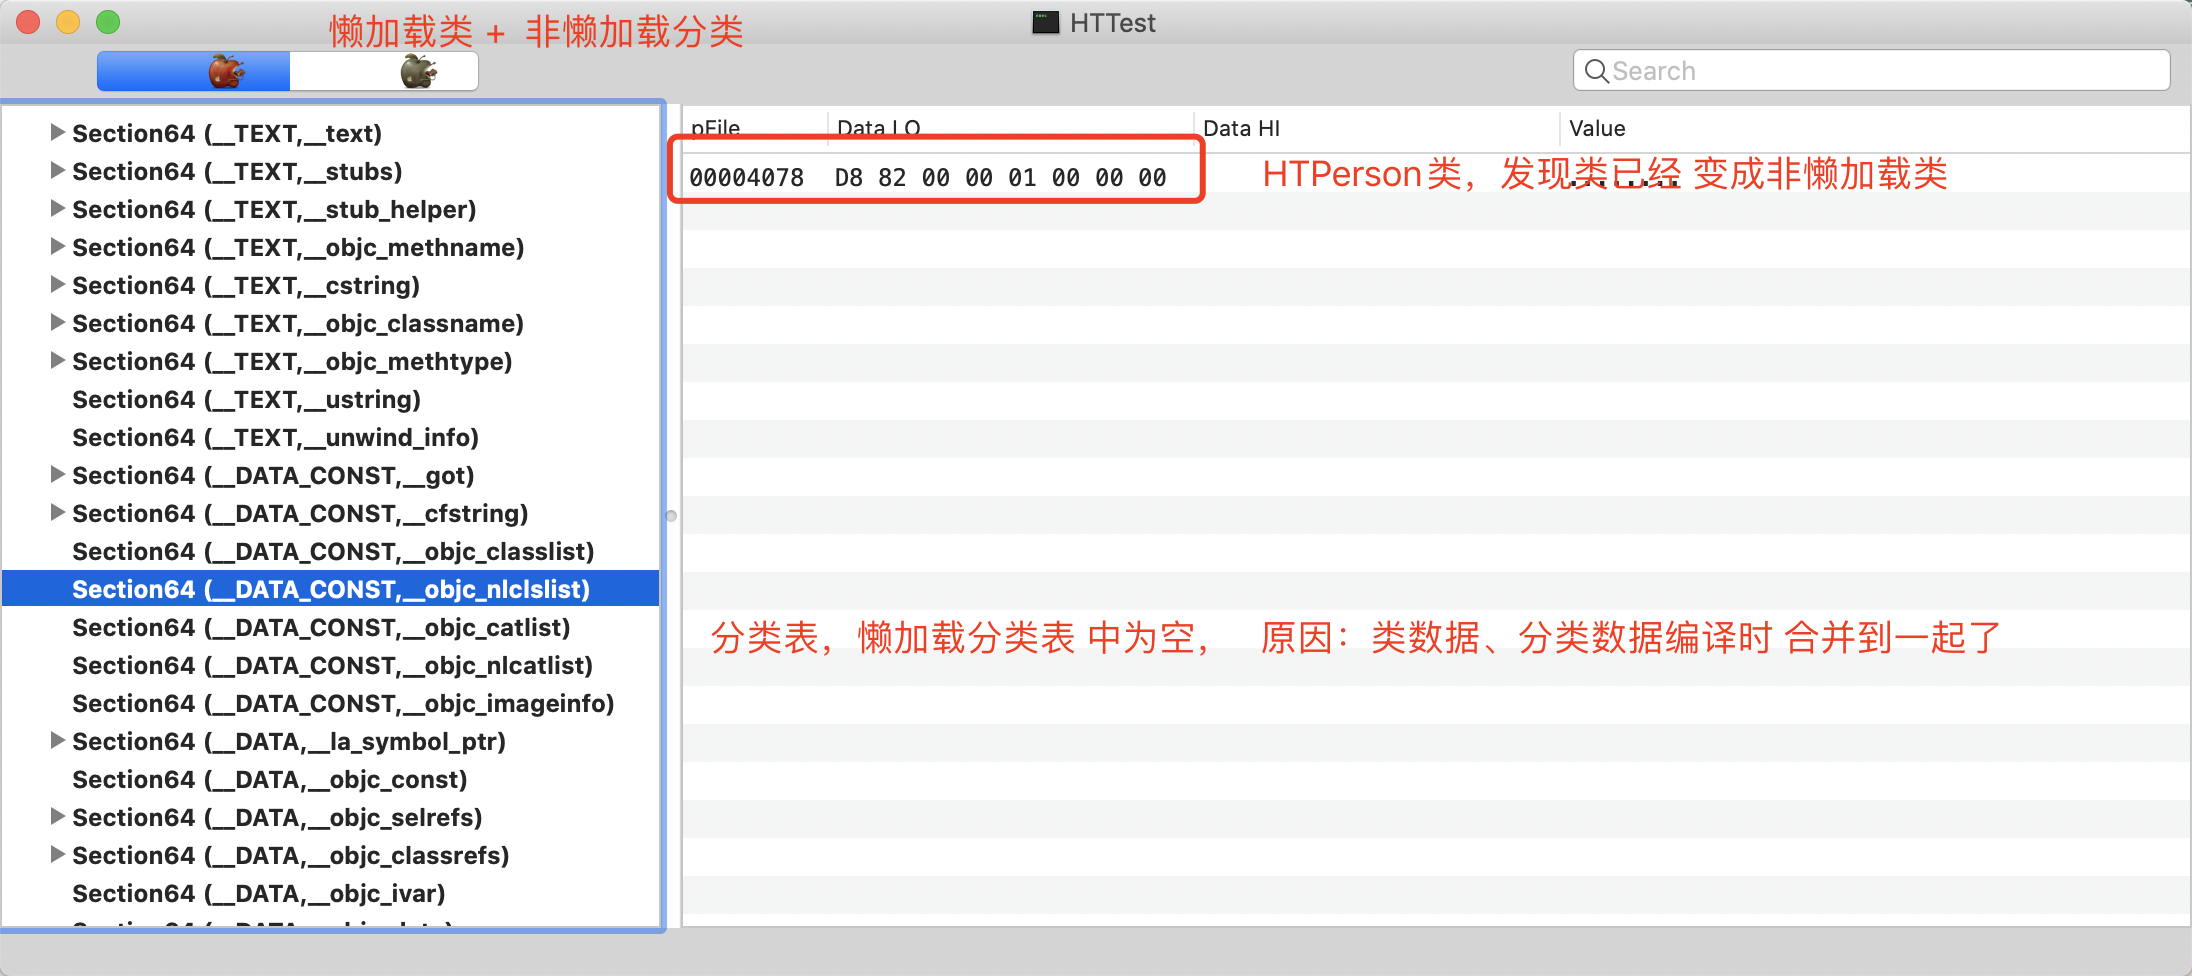 懒加载类 + 非懒加载分类
HTTest
Search
Section64 (__TEXT,__text)
Section64 (__TEXT,__stubs)
Section64 (__TEXT,__stub_helper)
Section64 (__TEXT,__objc_methname)
Section64 (__TEXT,__cstring)
Section64 (__TEXT,__objc_classname)
Section64 (__TEXT,__objc_methtype)
Section64 (__TEXT,__ustring)
Section64 (__TEXT,__unwind_info)
Section64 (__DATA_CONST,__got)
Section64 (__DATA_CONST,__cfstring)
Section64 (__DATA_CONST,__objc_classlist)
Section64 (__DATA_CONST,__objc_nlclslist)
Section64 (__DATA_CONST,__objc_catlist)
Section64 (__DATA_CONST,__objc_nlcatlist)
Section64 (__DATA_CONST,__objc_imageinfo)
Section64 (__DATA,__la_symbol_ptr)
Section64 (__DATA,__objc_const)
Section64 (__DATA,__objc_selrefs)
Section64 (__DATA,__objc_classrefs)
Section64 (__DATA,__objc_ivar)
pFile Data LO Data HI Value
00004078 D8 82 00 00 01 00 00 00 ........
HTPerson类，发现类已经 变成非懒加载类
分类表，懒加载分类表 中为空， 原因：类数据、分类数据编译时 合并到一起了